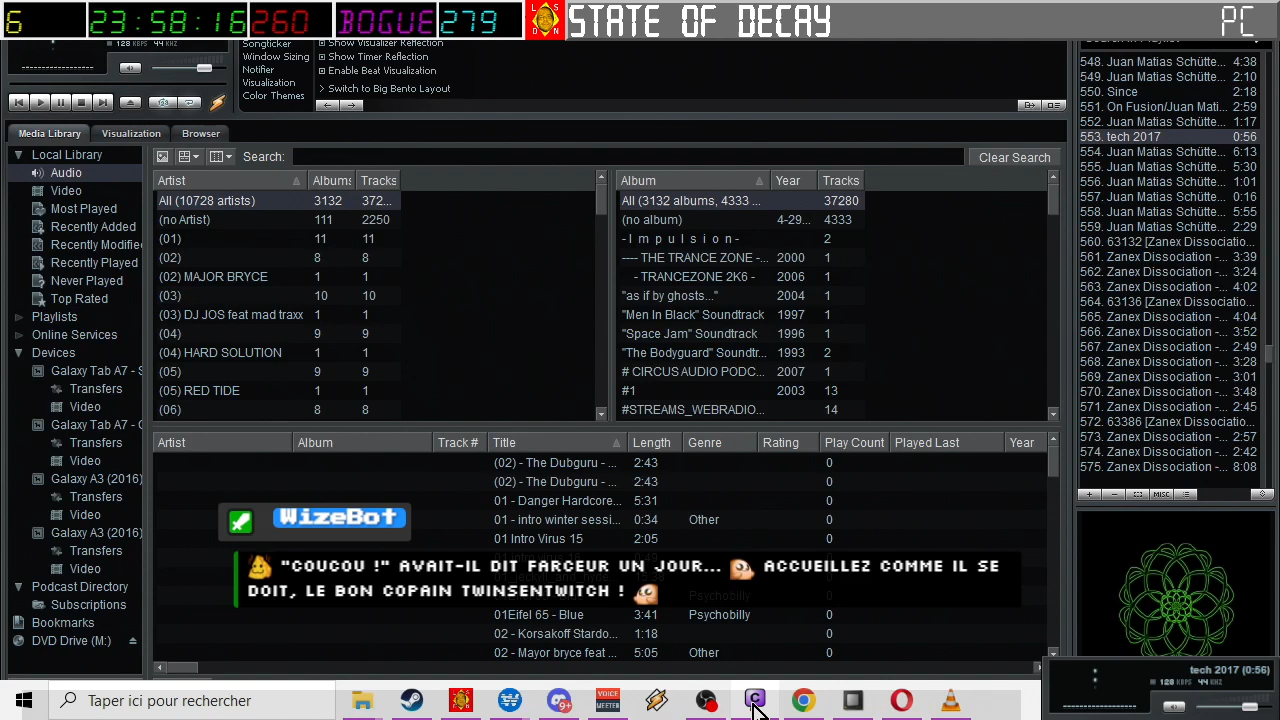 6
23:58:16
260
BOGUE
279
LSDN
STATE OF DECAY
PC
128 KBPS 44 KHZ
Songticker
Window Sizing
Notifier
Visualization
Color Themes
Show Visualizer Reflection
Show Timer Reflection
Enable Beat Visualization
Switch to Big Bento Layout
Media Library
Visualization
Browser
Local Library
Audio
Video
Most Played
Recently Added
Recently Modifie
Recently Played
Never Played
Top Rated
Playlists
Online Services
Devices
Galaxy Tab A7 - S
Transfers
Video
Galaxy Tab A7 - G
Transfers
Video
Galaxy A3 (2016)
Transfers
Video
Galaxy A3 (2016)
Transfers
Video
Podcast Directory
Subscriptions
Bookmarks
DVD Drive (M:)
Search:
Clear Search
Artist Albums Tracks
All (10728 artists) 3132 372...
(no Artist) 111 2250
(01) 11 11
(02) 8 8
(02) MAJOR BRYCE 1 1
(03) 10 10
(03) DJ JOS feat mad traxx 1 1
(04) 9 9
(04) HARD SOLUTION 1 1
(05) 9 9
(05) RED TIDE 1 1
(06) 8 8
Album Year Tracks
All (3132 albums, 4333 ... 37280
(no album) 4-29... 4333
- I m p u l s i o n - 2
---- THE TRANCE ZONE -... 2000 1
- TRANCEZONE 2K6 - 2006 1
"as if by ghosts..." 2004 1
"Men In Black" Soundtrack 1997 1
"Space Jam" Soundtrack 1996 1
"The Bodyguard" Soundtr... 1993 2
# CIRCUS AUDIO PODC... 2007 1
#1 2003 13
#STREAMS_WEBRADIO... 14
Artist Album Track # Title Length Genre Rating Play Count Played Last Year
(02) - The Dubguru - ... 2:43 0
(02) - The Dubguru - ... 2:43 0
01 - Danger Hardcore... 5:31 0
01 - intro winter sessi... 0:34 Other 0
01 Intro Virus 15 2:05 0
WizeBot
"COUCOU !" AVAIT-IL DIT FARCEUR UN JOUR... ACCUEILLEZ COMME IL SE
DOIT, LE BON COPAIN TWINSENTWITCH !
01Eifel 65 - Blue 3:41 Psychobilly 0
02 - Korsakoff Stardo... 1:18 0
02 - Mayor bryce feat ... 5:05 Other 0
548. Juan Matias Schütte... 4:38
549. Juan Matias Schütte... 2:10
550. Since 2:18
551. On Fusion/Juan Mati... 2:59
552. Juan Matias Schütte... 1:17
553. tech 2017 0:56
554. Juan Matias Schütte... 6:13
555. Juan Matias Schütte... 5:30
556. Juan Matias Schütte... 1:01
557. Juan Matias Schütte... 0:16
558. Juan Matias Schütte... 5:55
559. Juan Matias Schütte... 2:29
560. 63132 [Zanex Dissociatio...
561. Zanex Dissociation -... 3:39
562. Zanex Dissociation -... 3:24
563. Zanex Dissociation -... 4:02
564. 63136 [Zanex Dissociatio...
565. Zanex Dissociation -... 4:04
566. Zanex Dissociation -... 3:52
567. Zanex Dissociation -... 2:49
568. Zanex Dissociation -... 3:28
569. Zanex Dissociation -... 3:01
570. Zanex Dissociation -... 3:48
571. Zanex Dissociation -... 2:45
572. 63386 [Zanex Dissociatio...
573. Zanex Dissociation -... 2:57
574. Zanex Dissociation -... 2:42
575. Zanex Dissociation -... 8:08
MISC
tech 2017 (0:56)
128 KBPS 44 KHZ
Taper ici pour rechercher
9+
VOICE
MEETER